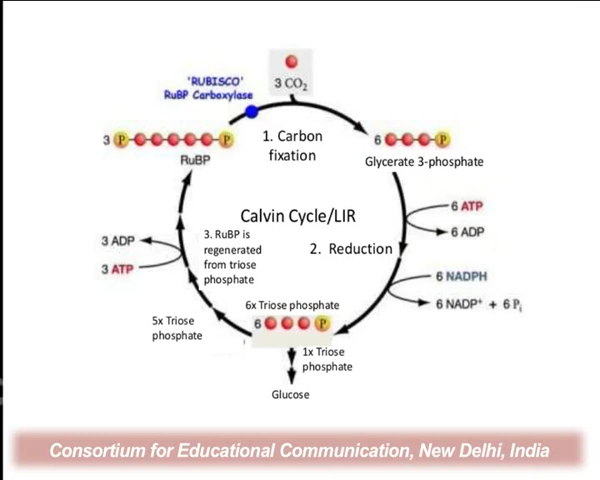 'RUBISCO'
RuBP Carboxylase
3 CO₂
3 P P
RuBP
1. Carbon
fixation
6 P
Glycerate 3-phosphate
Calvin Cycle/LIR
6 ATP
6 ADP
3 ADP
3 ATP
3. RuBP is
regenerated
from triose
phosphate
2. Reduction
6 NADPH
6 NADP⁺ + 6 Pᵢ
6x Triose phosphate
6 P
5x Triose
phosphate
1x Triose
phosphate
Glucose
Consortium for Educational Communication, New Delhi, India